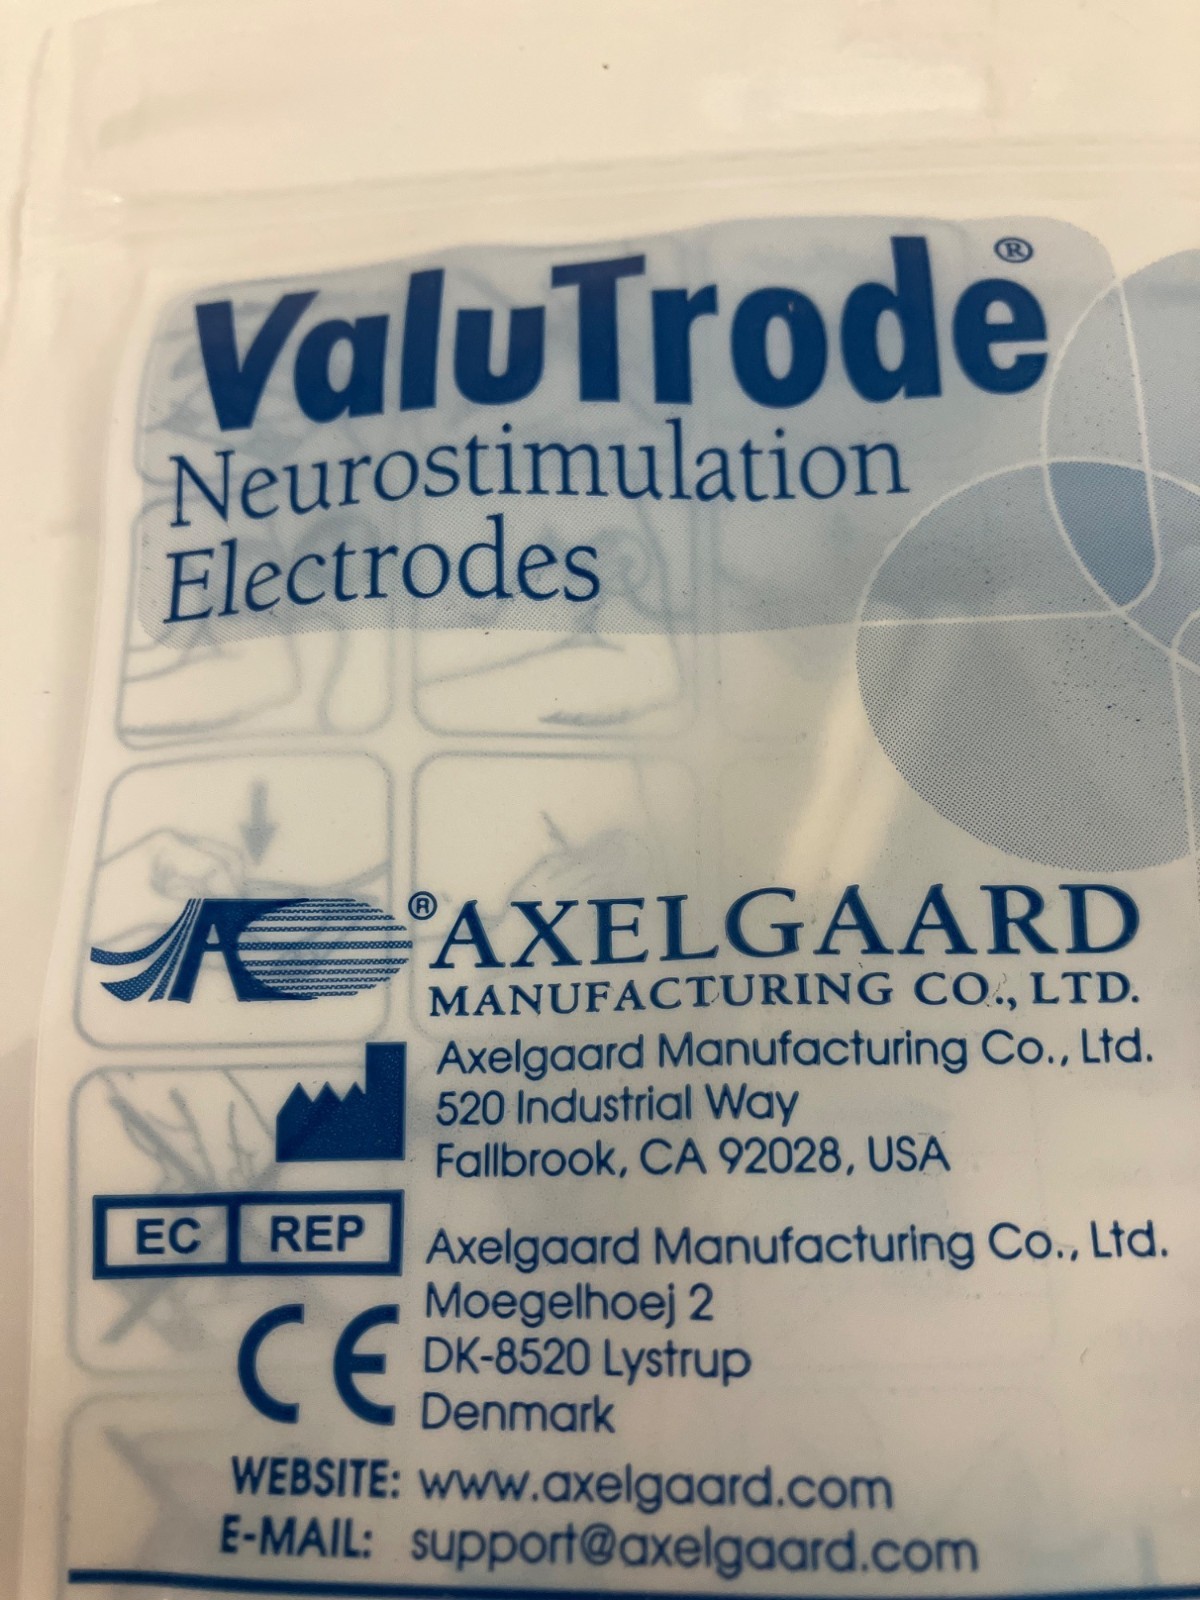 ValuTrode®
Neurostimulation
Electrodes
A ® AXELGAARD
MANUFACTURING CO., LTD.
Axelgaard Manufacturing Co., Ltd.
520 Industrial Way
Fallbrook, CA 92028, USA
EC REP
Axelgaard Manufacturing Co., Ltd.
Moegelhoej 2
DK-8520 Lystrup
Denmark
CE
WEBSITE: www.axelgaard.com
E-MAIL: support@axelgaard.com